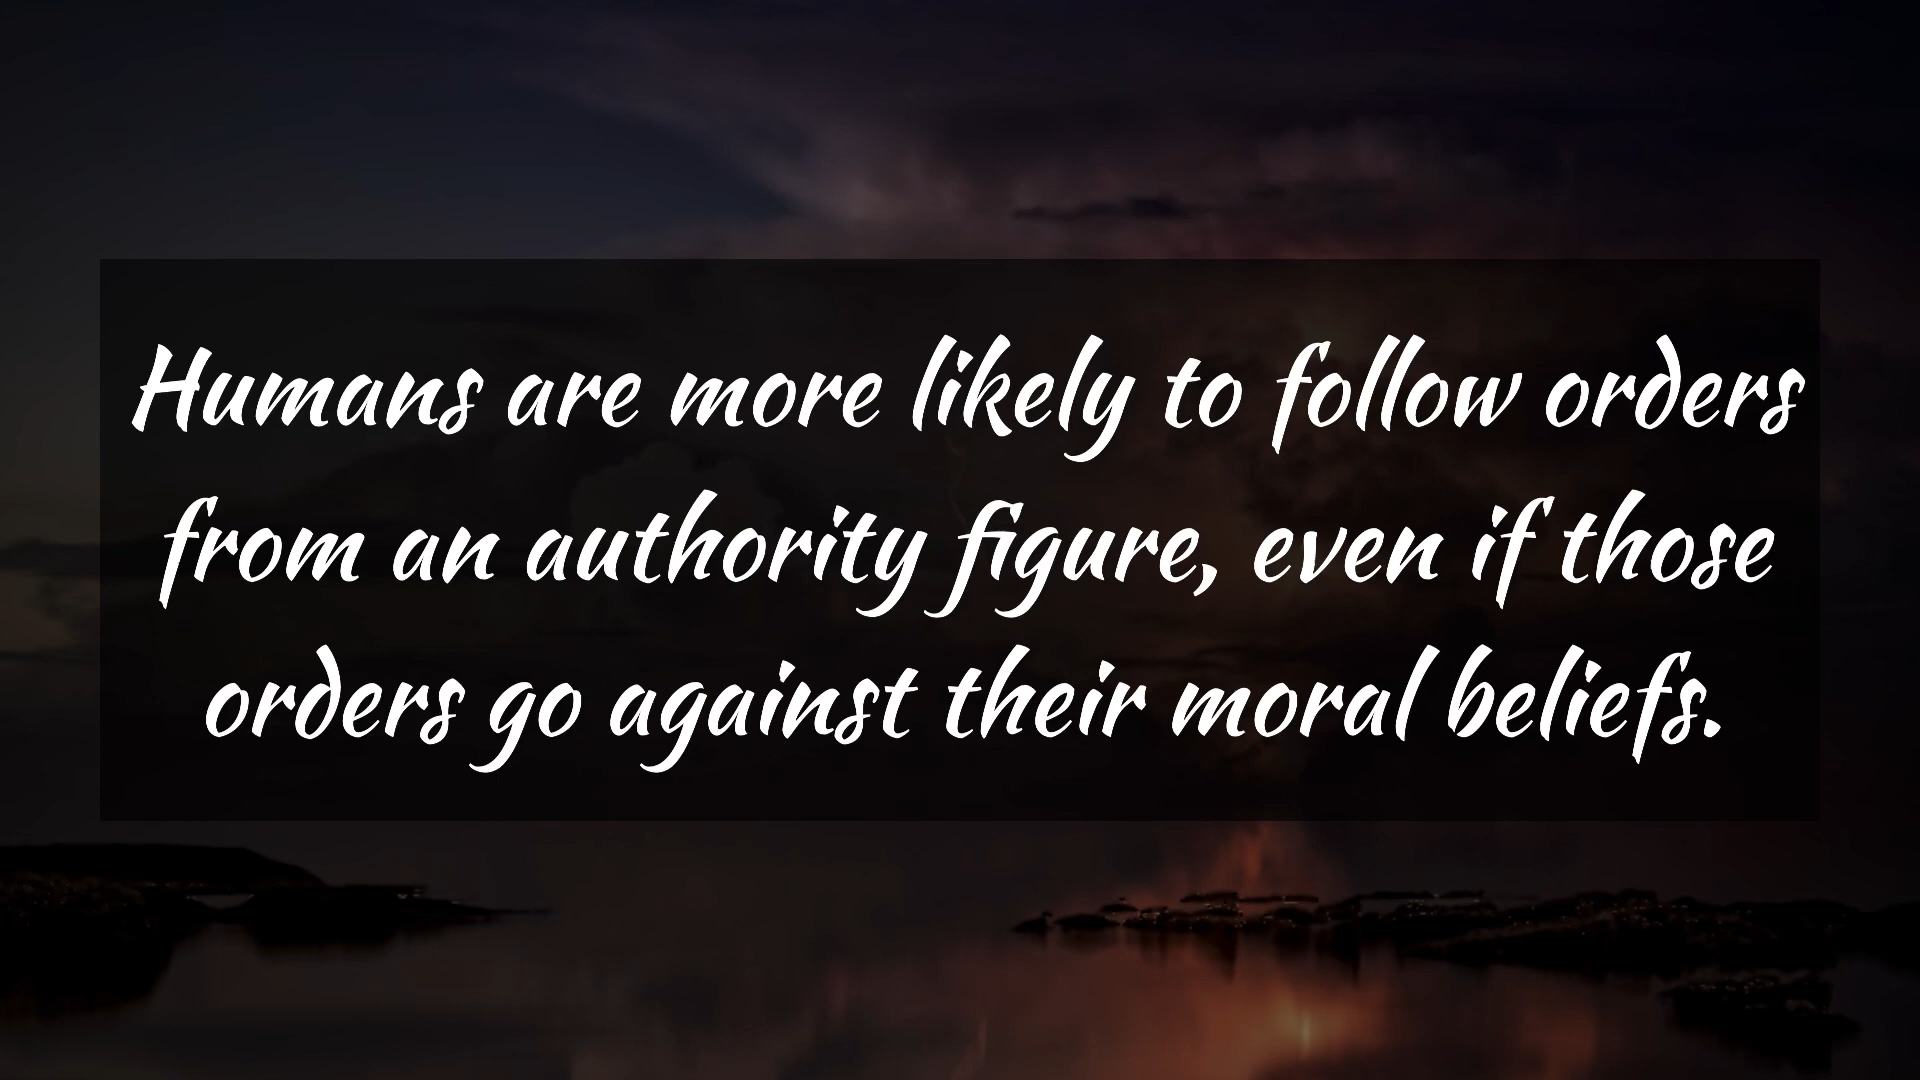 Humans are more likely to follow orders
from an authority figure, even if those
orders go against their moral beliefs.